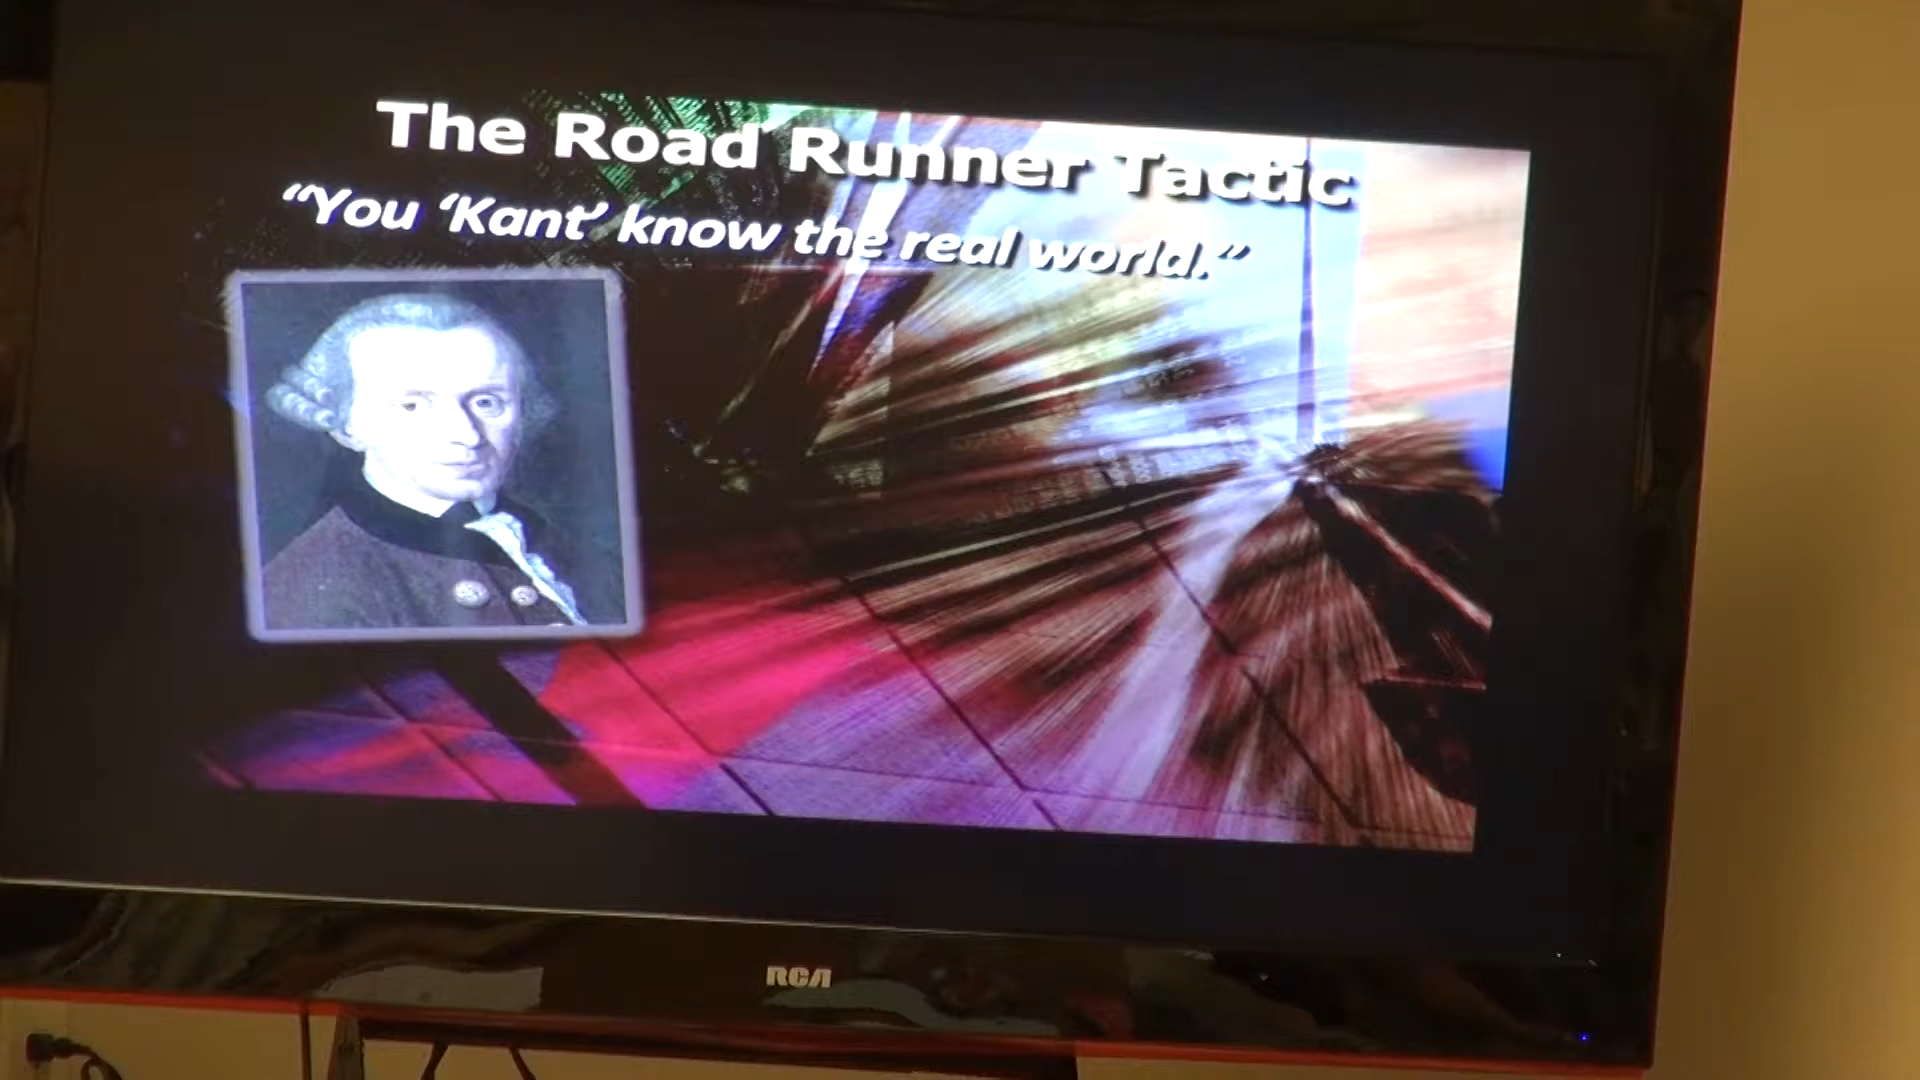 The Road Runner Tactic
“You ‘Kant’ know the real world.”
RCA